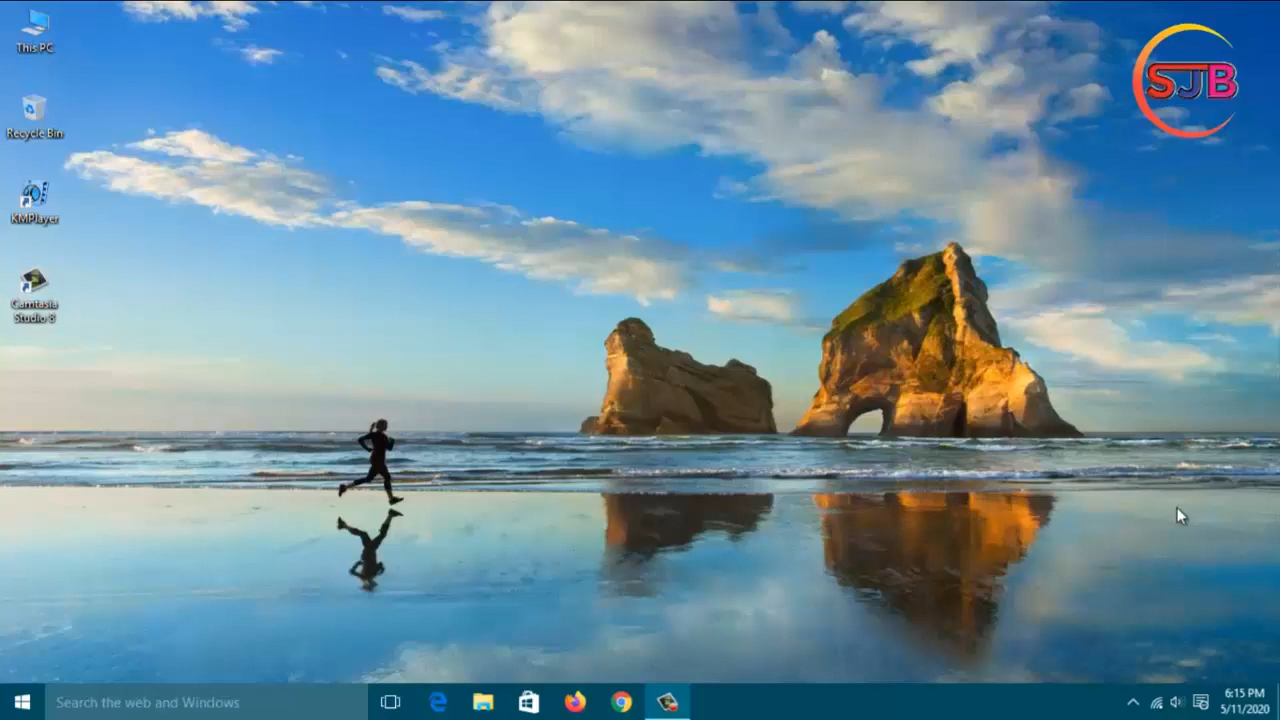 This PC
SJB
Recycle Bin
KMPlayer
Camtasia
Studio 8
Search the web and Windows
6:15 PM
5/11/2020